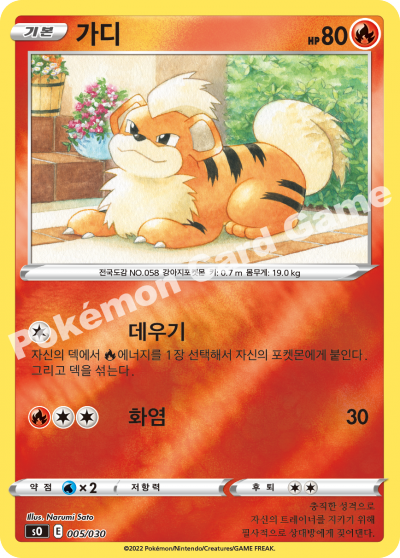 기본 가디 HP 80
전국도감 NO.058 강아지포켓몬 키: 0.7 m 몸무게: 19.0 kg
Pokémon Card Game
데우기
자신의 덱에서 에너지를 1장 선택해서 자신의 포켓몬에게 붙인다.
그리고 덱을 섞는다.
화염 30
약점 ×2 저항력 후퇴
Illus. Narumi Sato
sO E 005/030
충직한 성격으로
자신의 트레이너를 지키기 위해
필사적으로 상대방에게 맞선다.
©2022 Pokémon/Nintendo/Creatures/GAME FREAK.